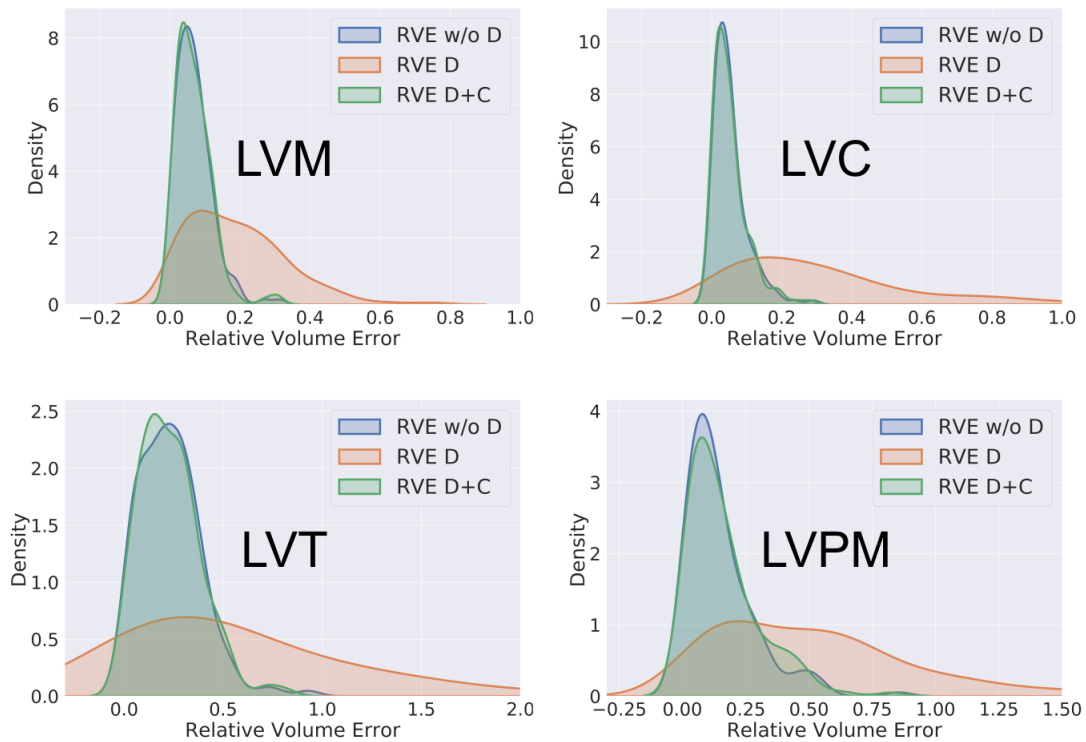 RVE w/o D
RVE D
RVE D+C
LVM
Density
8
6
4
2
0
−0.2 0.0 0.2 0.4 0.6 0.8 1.0
Relative Volume Error
RVE w/o D
RVE D
RVE D+C
LVC
Density
10
8
6
4
2
0
−0.2 0.0 0.2 0.4 0.6 0.8 1.0
Relative Volume Error
RVE w/o D
RVE D
RVE D+C
LVT
Density
2.5
2.0
1.5
1.0
0.5
0.0
0.0 0.5 1.0 1.5 2.0
Relative Volume Error
RVE w/o D
RVE D
RVE D+C
LVPM
Density
4
3
2
1
0
−0.25 0.00 0.25 0.50 0.75 1.00 1.25 1.50
Relative Volume Error